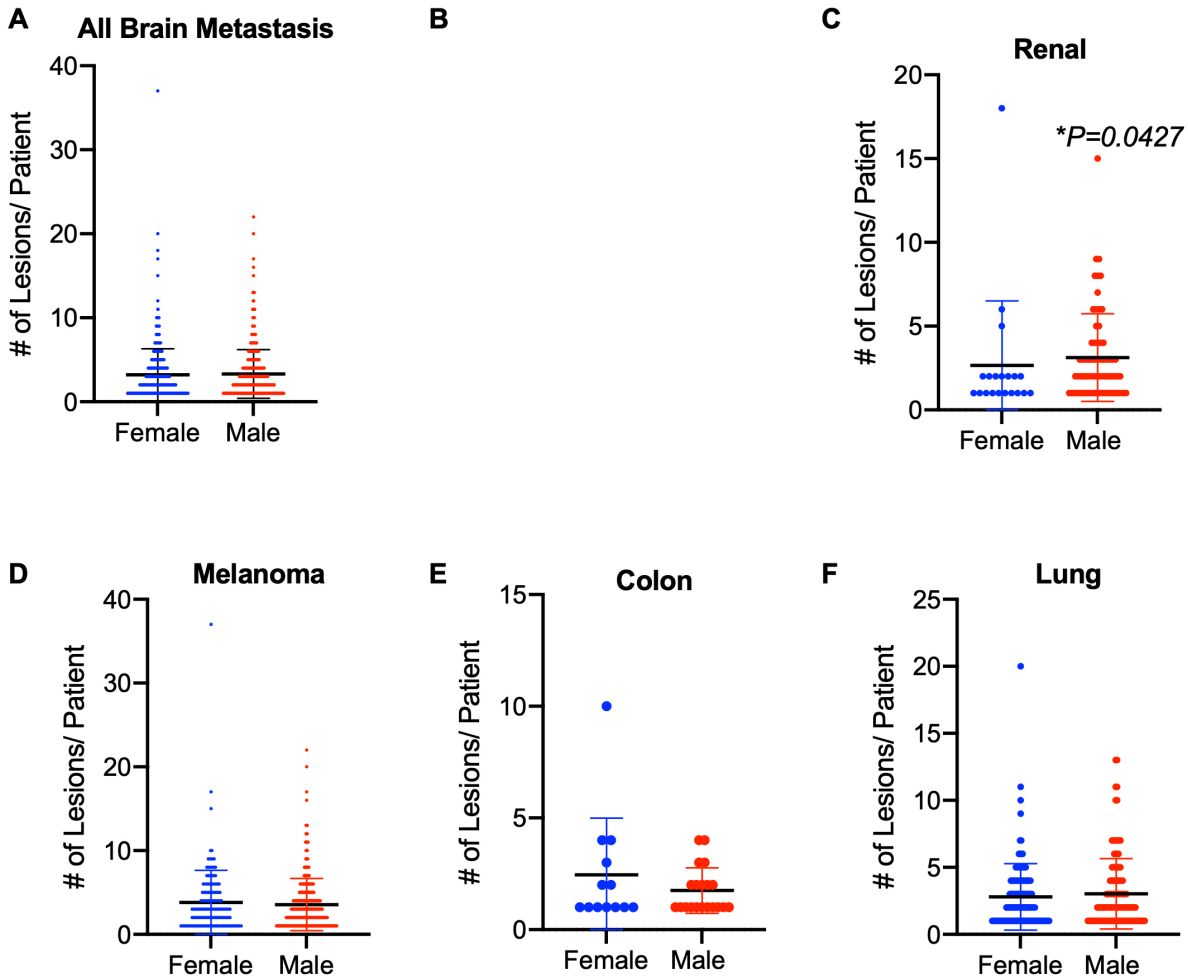 A
All Brain Metastasis
# of Lesions/ Patient
40
30
20
10
0
Female
Male
B
C
Renal
# of Lesions/ Patient
20
15
10
5
0
*P=0.0427
Female
Male
D
Melanoma
# of Lesions/ Patient
40
30
20
10
0
Female
Male
E
Colon
# of Lesions/ Patient
15
10
5
0
Female
Male
F
Lung
# of Lesions/ Patient
25
20
15
10
5
0
Female
Male